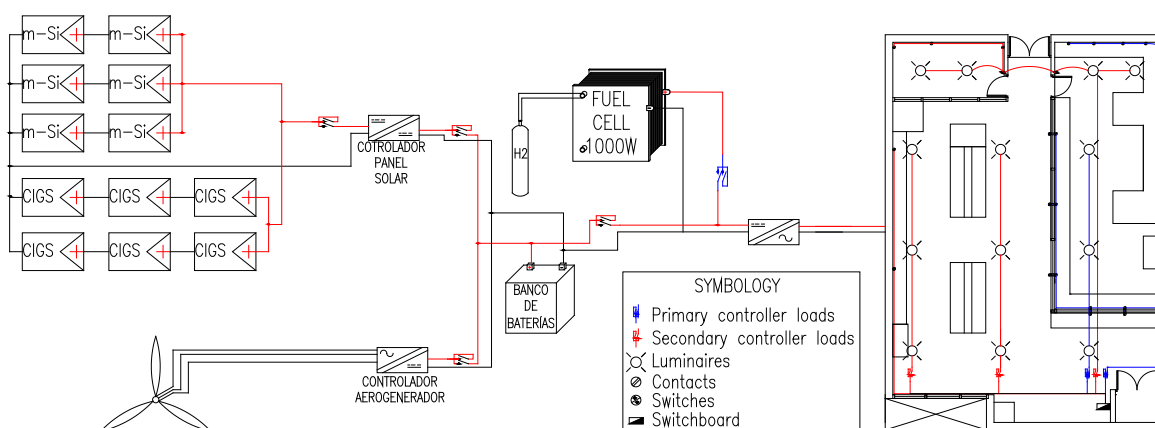 m-Si m-Si
m-Si m-Si
m-Si m-Si
CIGS CIGS CIGS
CIGS CIGS CIGS
COTROLADOR
PANEL
SOLAR
H2
FUEL
CELL
1000W
BANCO
DE
BATERÍAS
CONTROLADOR
AEROGENERADOR
SYMBOLOGY
Primary controller loads
Secondary controller loads
Luminaires
Contacts
Switches
Switchboard